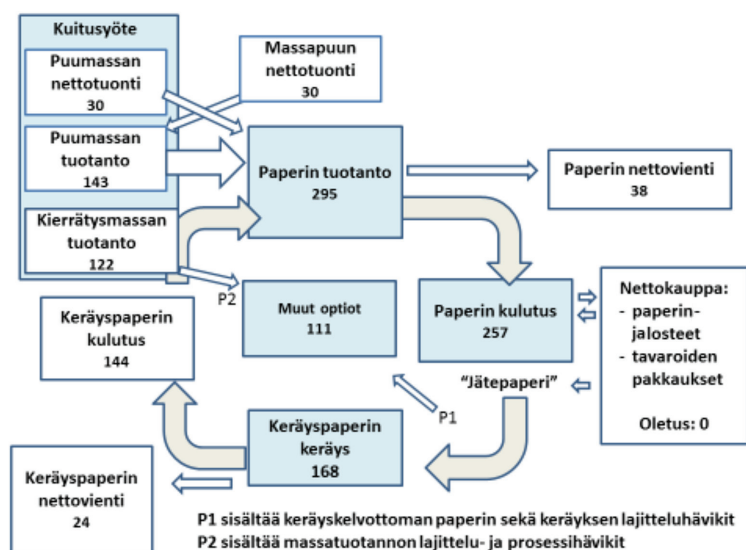 Kuitusyöte
Puumassan
nettotuonti
30
Massapuun
nettotuonti
30
Puumassan
tuotanto
143
Paperin tuotanto
295
Paperin nettovienti
38
Kierrätysmassan
tuotanto
122
P2
Keräyspaperin
kulutus
144
Muut optiot
111
Paperin kulutus
257
Nettokauppa:
- paperin-
jalosteet
- tavaroiden
pakkaukset
Oletus: 0
"Jätepaperi"
P1
Keräyspaperin
keräys
168
Keräyspaperin
nettovienti
24
P1 sisältää keräyskelvottoman paperin sekä keräyksen lajitteluhävikit
P2 sisältää massatuotannon lajittelu- ja prosessihävikit